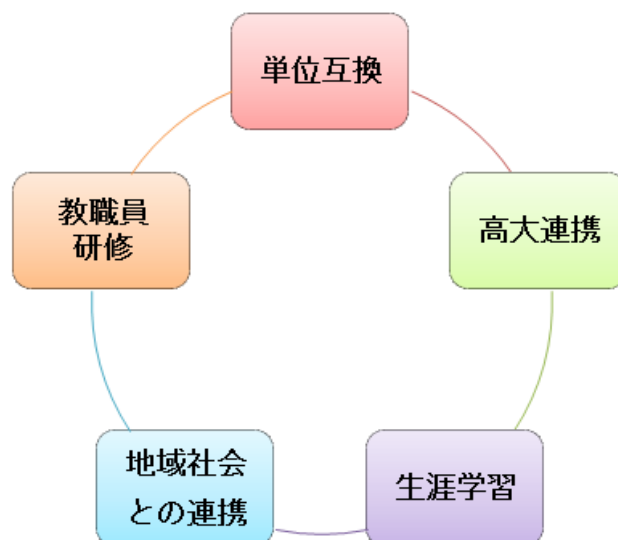 単位互換
高大連携
生涯学習
地域社会
との連携
教職員
研修